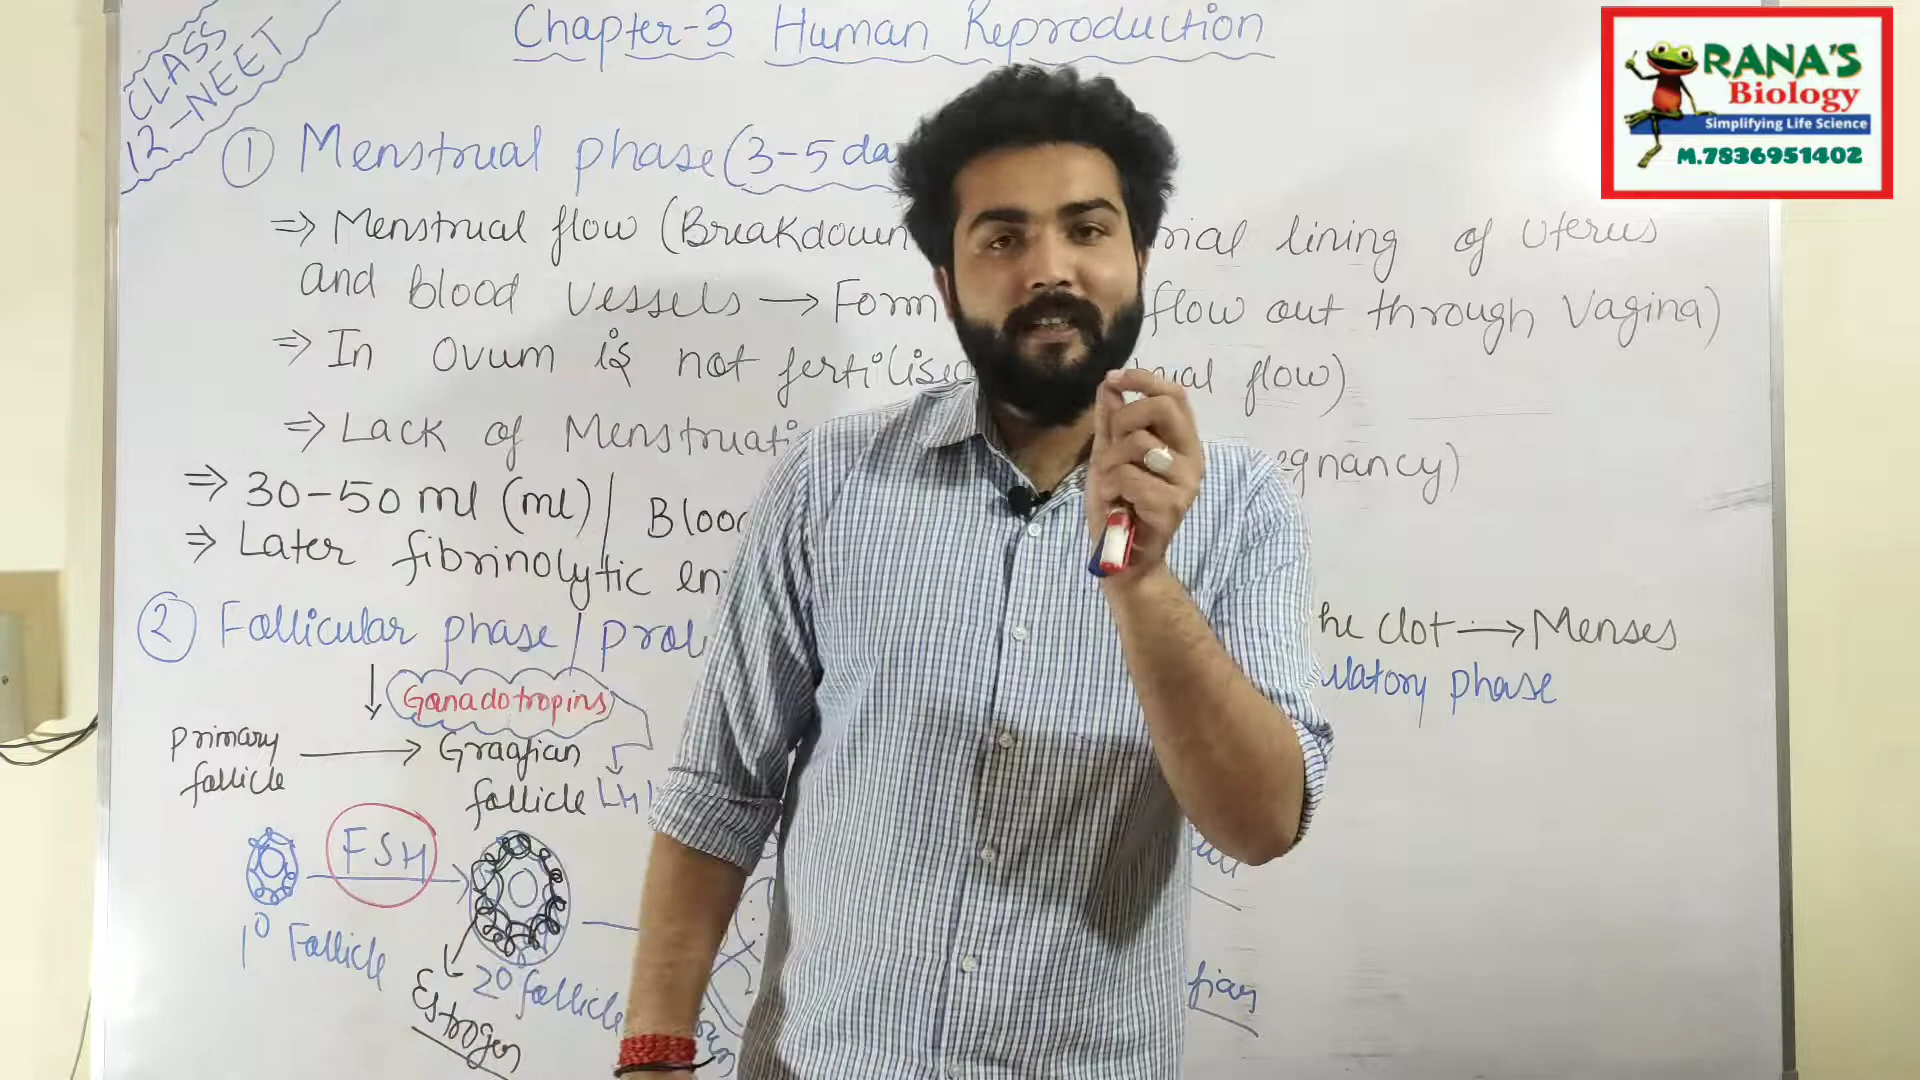 Chapter-3 Human Reproduction
CLASS
12-NEET
RANA'S
Biology
Simplifying Life Science
M.7836951402
① Menstrual phase (3-5 da
⇒ Menstrual flow (Breakdown rial lining of Uterus
and blood vessels → Form flow out through Vagina)
⇒ In Ovum is not fertilised ual flow)
⇒ Lack of Menstruati egnancy)
⇒ 30-50 ml (ml) / Bloo
⇒ Later fibrinolytic en he clot → Menses
② Follicular phase / prol ulatory phase
↓ Gonadotropins
primary → Graafian
follicle follicle LH
FSH
1° Follicle
2° follicle
Estrogen
fian